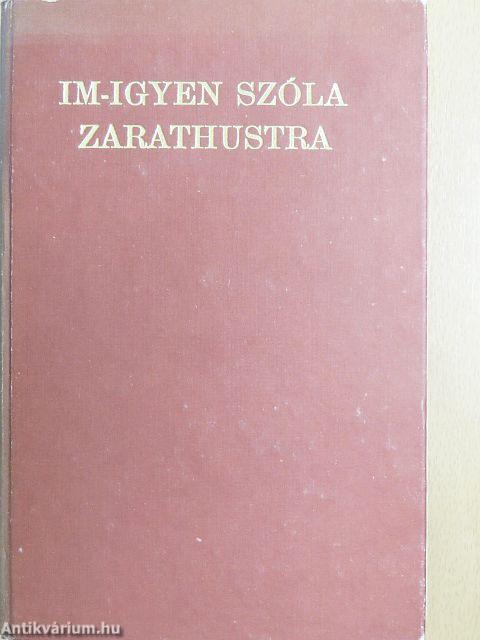 IM-IGYEN SZÓLA
ZARATHUSTRA
Antikvárium.hu